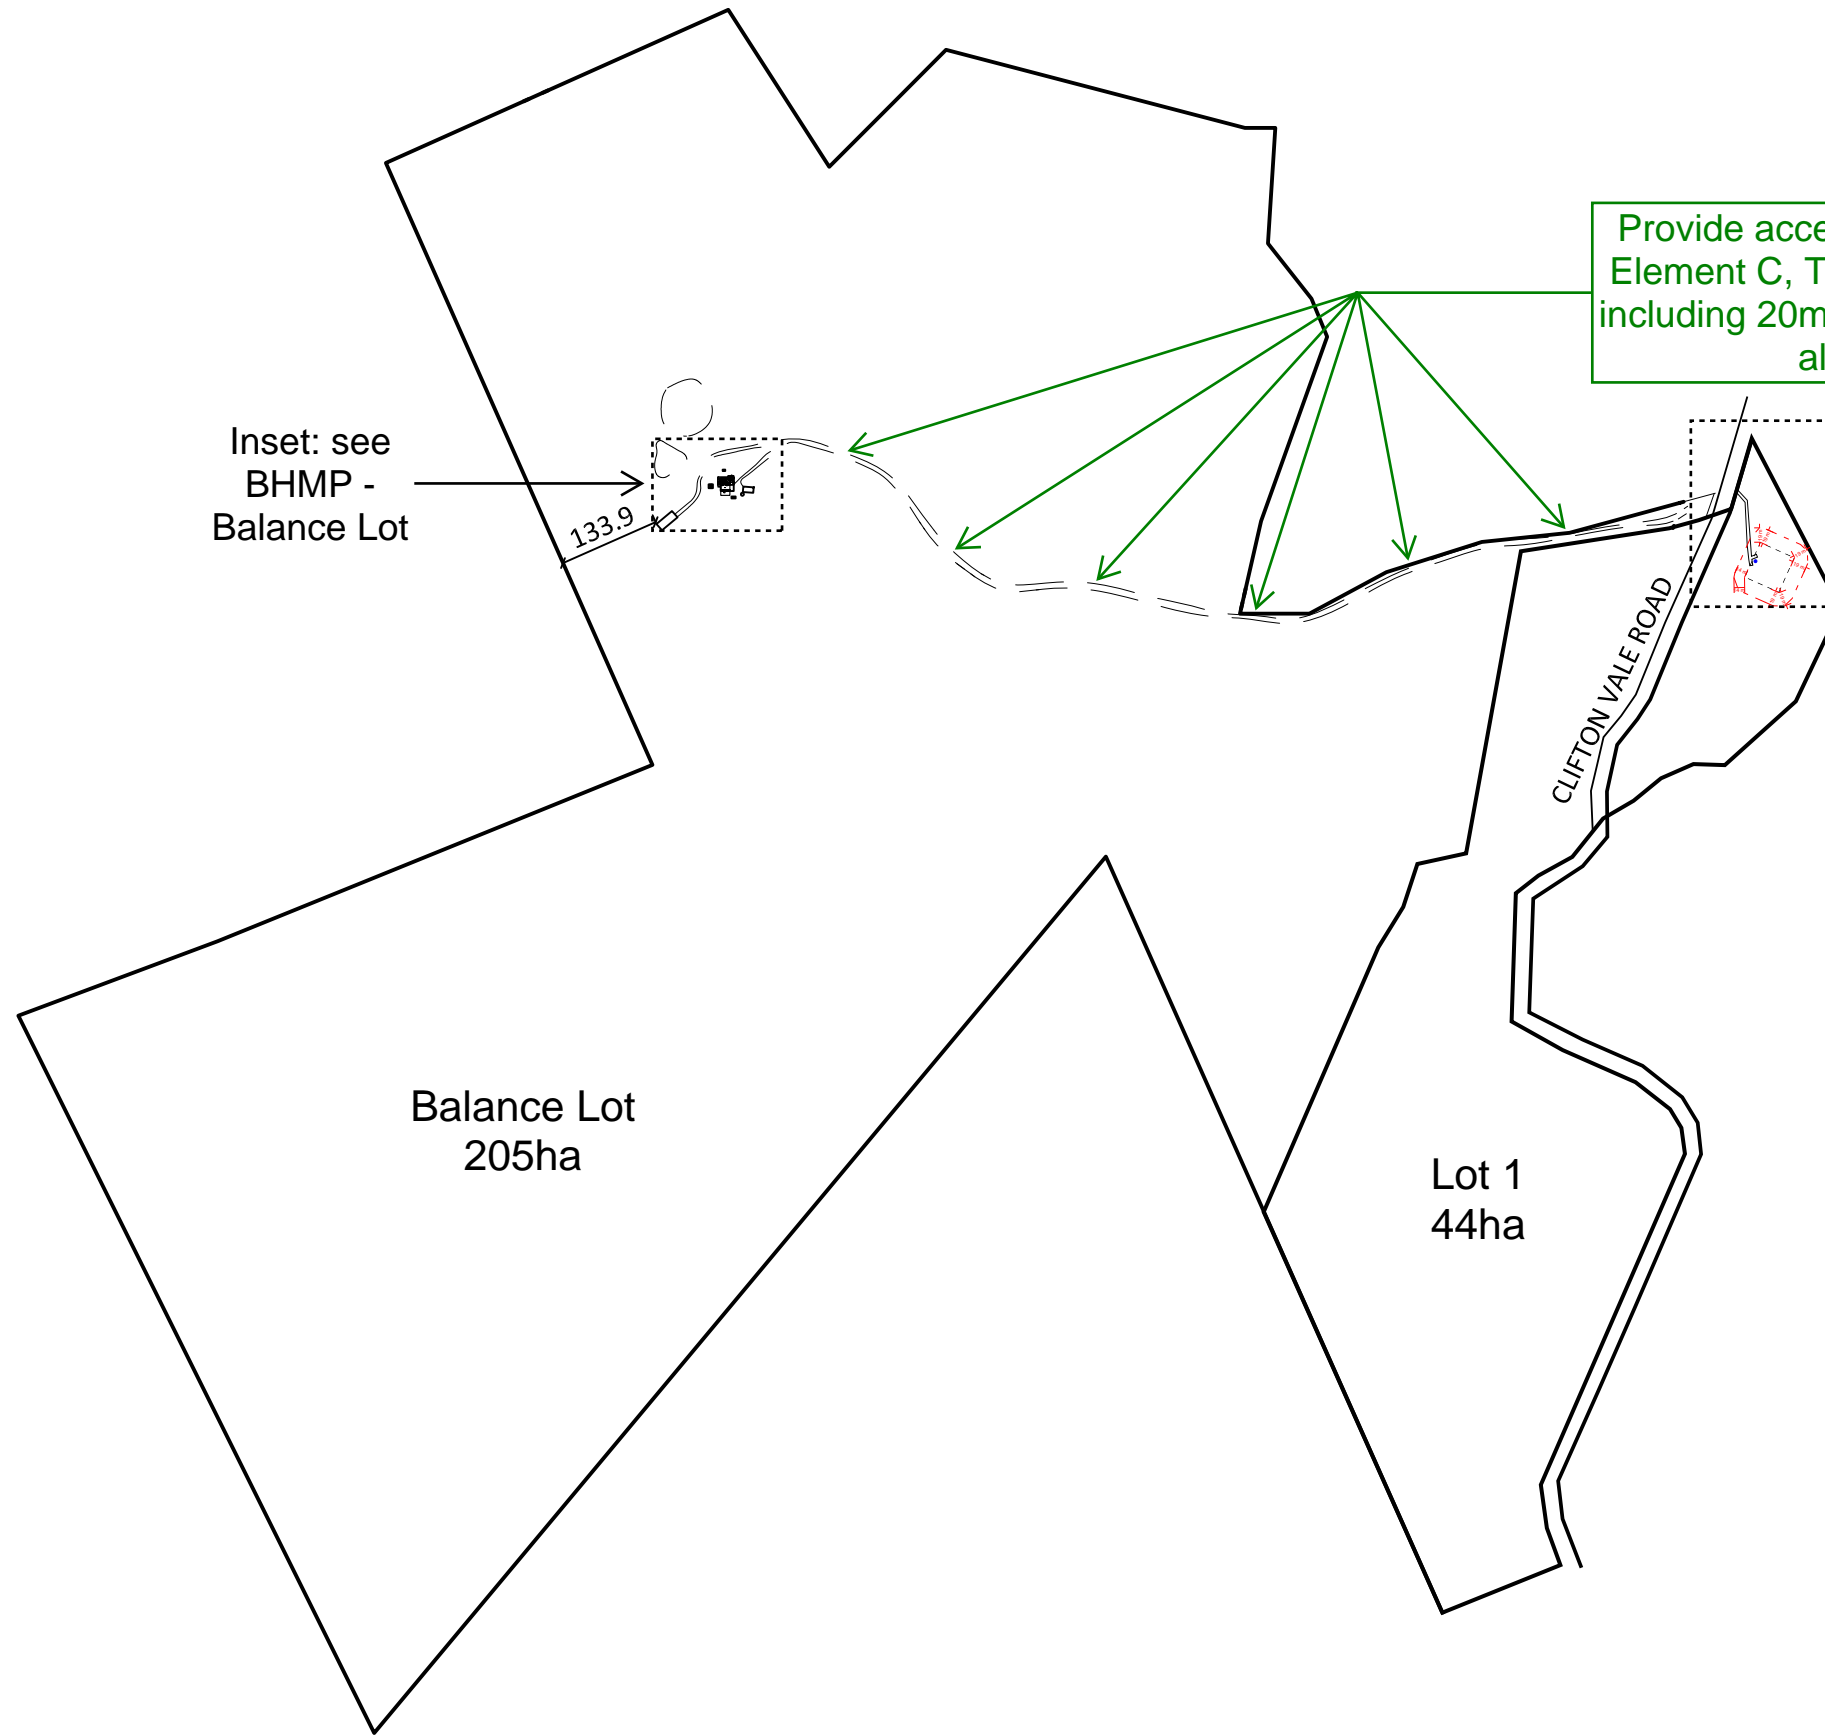 Provide acce
Element C, T
including 20m
al
Inset: see
BHMP -
Balance Lot
133.9
CLIFTON VALE ROAD
Balance Lot
205ha
Lot 1
44ha